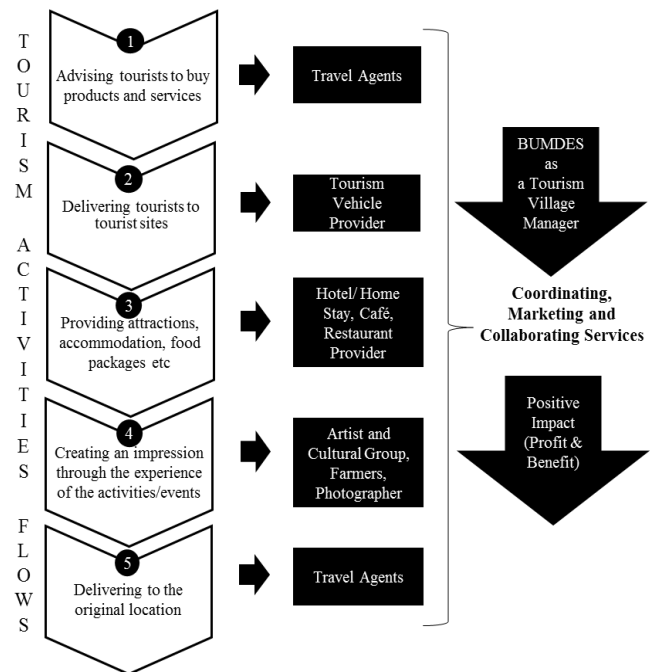 TOURISM ACTIVITIES FLOWS
1
Advising tourists to buy
products and services
Travel Agents
2
Delivering tourists to
tourist sites
Tourism
Vehicle
Provider
3
Providing attractions,
accommodation, food
packages etc
Hotel/ Home
Stay, Café,
Restaurant
Provider
4
Creating an impression
through the experience
of the activities/events
Artist and
Cultural Group,
Farmers,
Photographer
5
Delivering to the
original location
Travel Agents
BUMDES
as
a Tourism
Village
Manager
Coordinating,
Marketing and
Collaborating Services
Positive
Impact
(Profit &
Benefit)